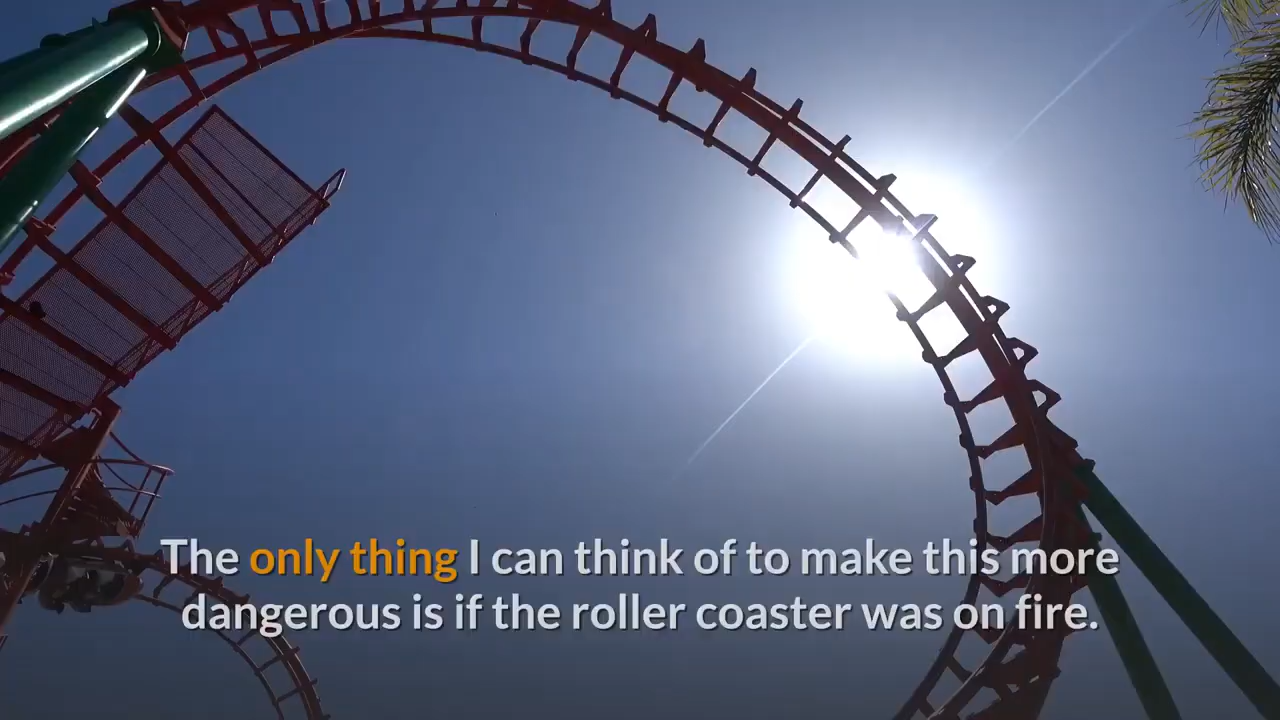 The only thing I can think of to make this more
dangerous is if the roller coaster was on fire.